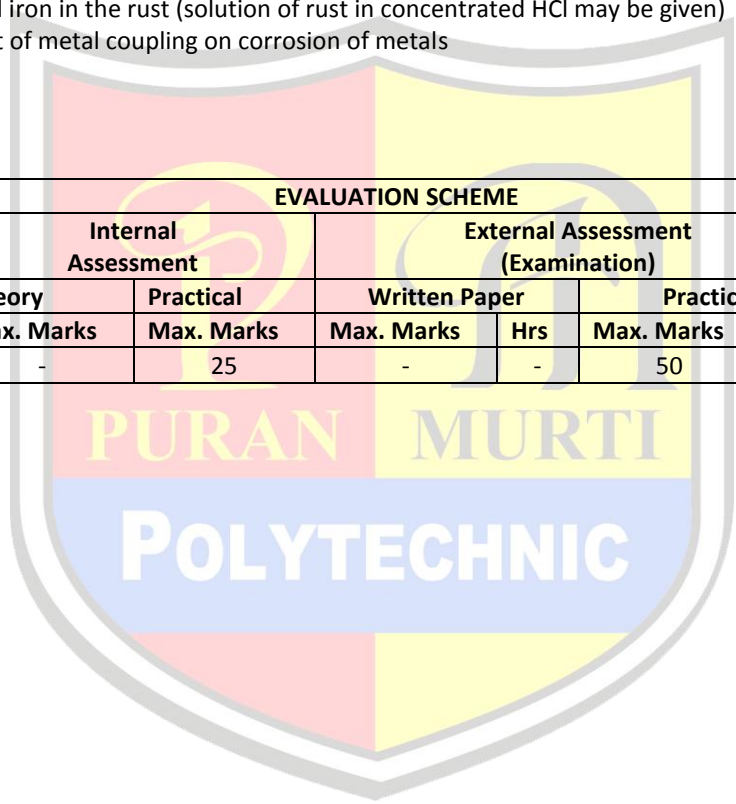 iron in the rust (solution of rust in concentrated HCl may be given)
of metal coupling on corrosion of metals
EVALUATION SCHEME
Internal
Assessment
External Assessment
(Examination)
Practical
Written Paper
Marks
Max. Marks
Max. Marks
Hrs
Max. Marks
-
25
-
-
50
PURAN MURTI
POLYTECHNIC